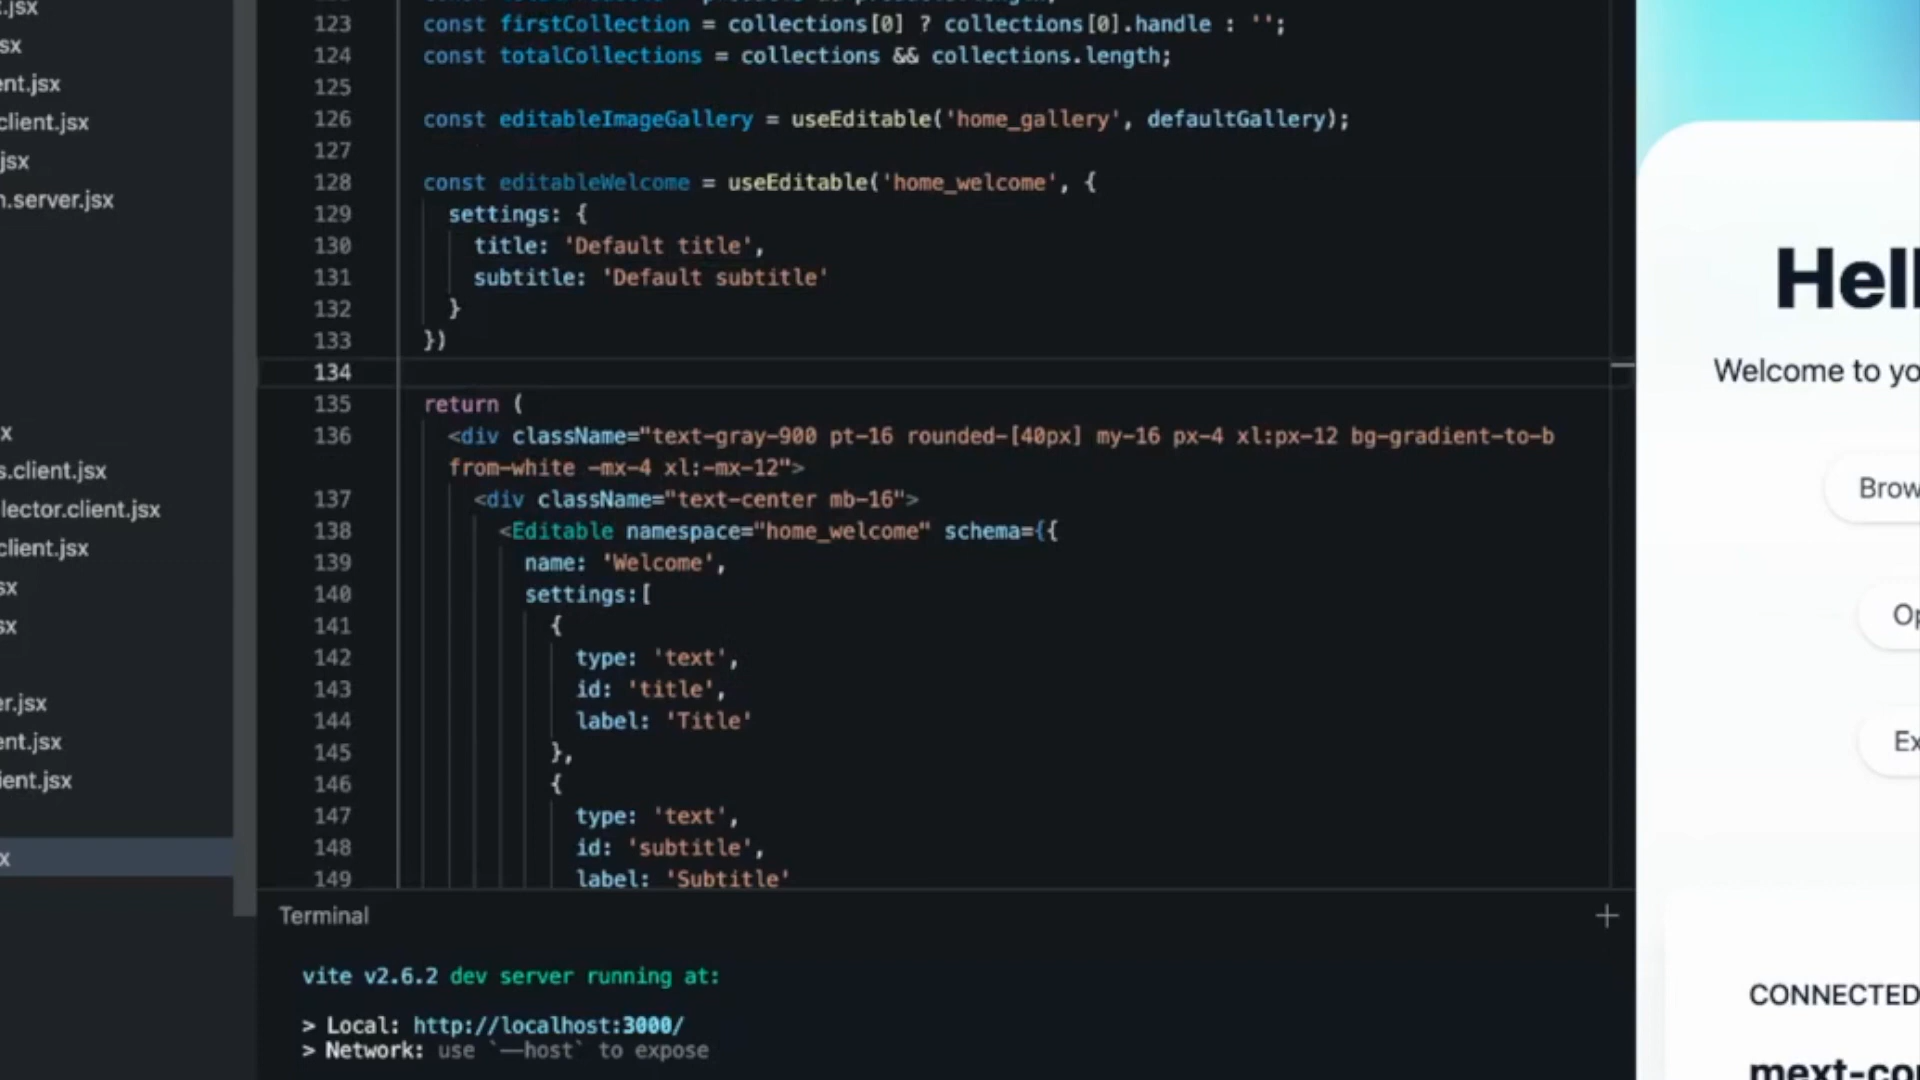 .jsx
sx
ent.jsx
client.jsx
jsx
n.server.jsx
x
s.client.jsx
lector.client.jsx
client.jsx
sx
sx
er.jsx
ent.jsx
ient.jsx
x
123 const firstCollection = collections[0] ? collections[0].handle : '';
124 const totalCollections = collections && collections.length;
125
126 const editableImageGallery = useEditable('home_gallery', defaultGallery);
127
128 const editableWelcome = useEditable('home_welcome', {
129 settings: {
130 title: 'Default title',
131 subtitle: 'Default subtitle'
132 }
133 })
134
135 return (
136 <div className="text-gray-900 pt-16 rounded-[40px] my-16 px-4 xl:px-12 bg-gradient-to-b
from-white -mx-4 xl:-mx-12">
137 <div className="text-center mb-16">
138 <Editable namespace="home_welcome" schema={{
139 name: 'Welcome',
140 settings:[
141 {
142 type: 'text',
143 id: 'title',
144 label: 'Title'
145 },
146 {
147 type: 'text',
148 id: 'subtitle',
149 label: 'Subtitle'
Terminal
vite v2.6.2 dev server running at:
> Local: http://localhost:3000/
> Network: use `--host` to expose
Hell
Welcome to yo
Brow
Op
Ex
CONNECTED
mext-co